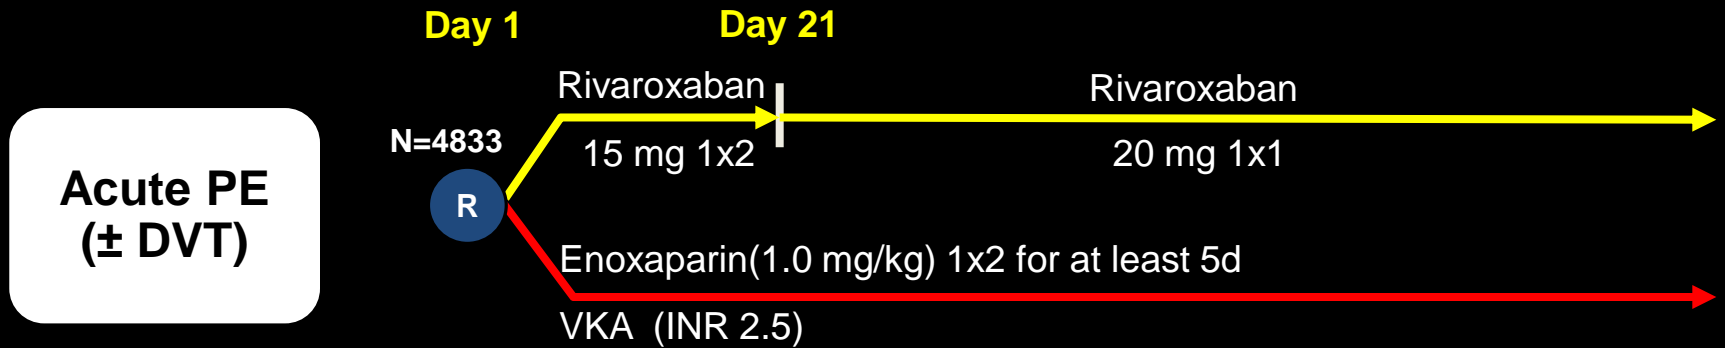 Day 1
Day 21
Acute PE
(± DVT)
N=4833
R
Rivaroxaban
15 mg 1x2
Rivaroxaban
20 mg 1x1
Enoxaparin(1.0 mg/kg) 1x2 for at least 5d
VKA (INR 2.5)